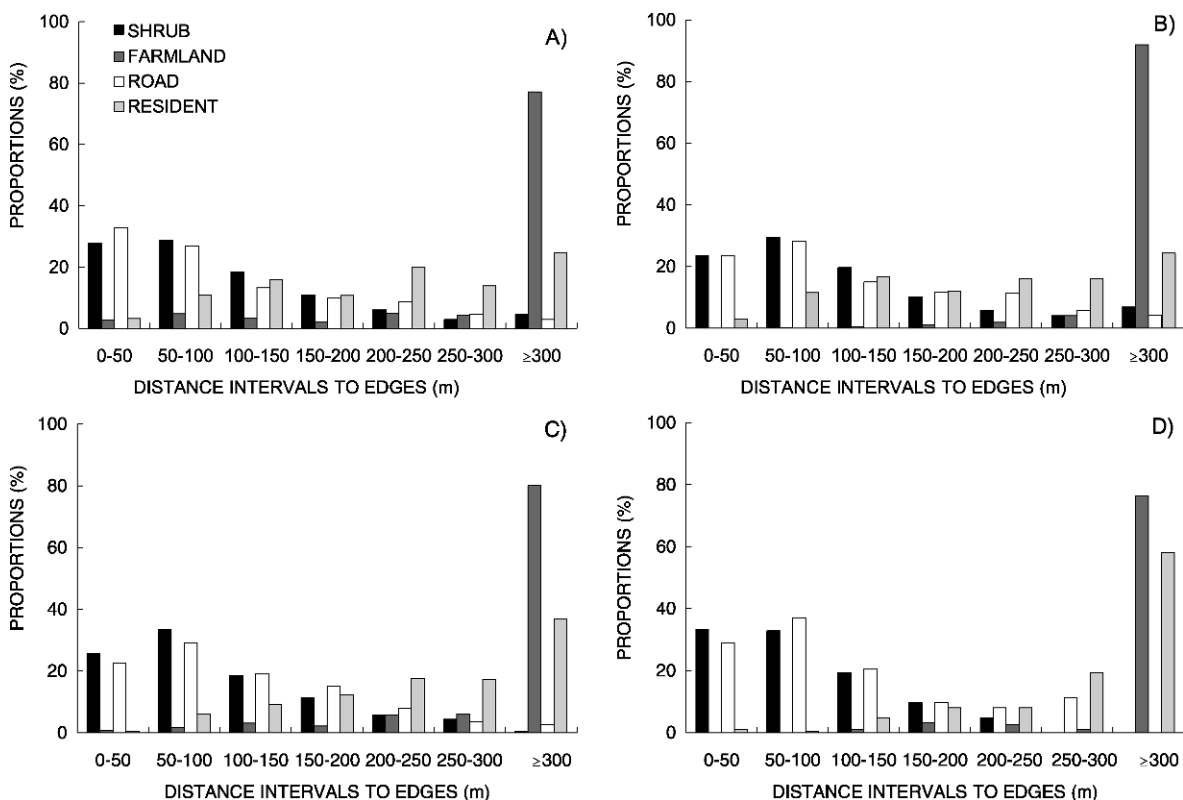 A)
100
80
60
40
20
0
PROPORTIONS (%)
SHRUB
FARMLAND
ROAD
RESIDENT
0-50 50-100 100-150 150-200 200-250 250-300 ≥300
DISTANCE INTERVALS TO EDGES (m)
B)
100
80
60
40
20
0
PROPORTIONS (%)
0-50 50-100 100-150 150-200 200-250 250-300 ≥300
DISTANCE INTERVALS TO EDGES (m)
C)
100
80
60
40
20
0
PROPORTIONS (%)
0-50 50-100 100-150 150-200 200-250 250-300 ≥300
DISTANCE INTERVALS TO EDGES (m)
D)
100
80
60
40
20
0
PROPORTIONS (%)
0-50 50-100 100-150 150-200 200-250 250-300 ≥300
DISTANCE INTERVALS TO EDGES (m)